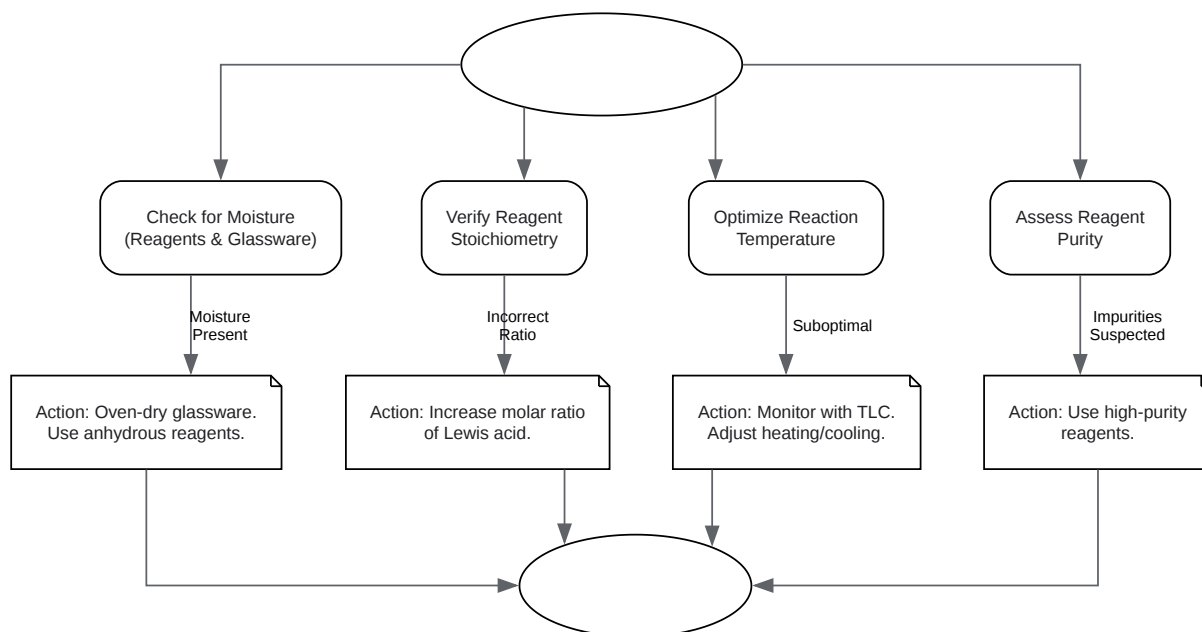 Check for Moisture
(Reagents & Glassware)
Verify Reagent
Stoichiometry
Optimize Reaction
Temperature
Assess Reagent
Purity
Moisture
Present
Incorrect
Ratio
Suboptimal
Impurities
Suspected
Action: Oven-dry glassware.
Use anhydrous reagents.
Action: Increase molar ratio
of Lewis acid.
Action: Monitor with TLC.
Adjust heating/cooling.
Action: Use high-purity
reagents.